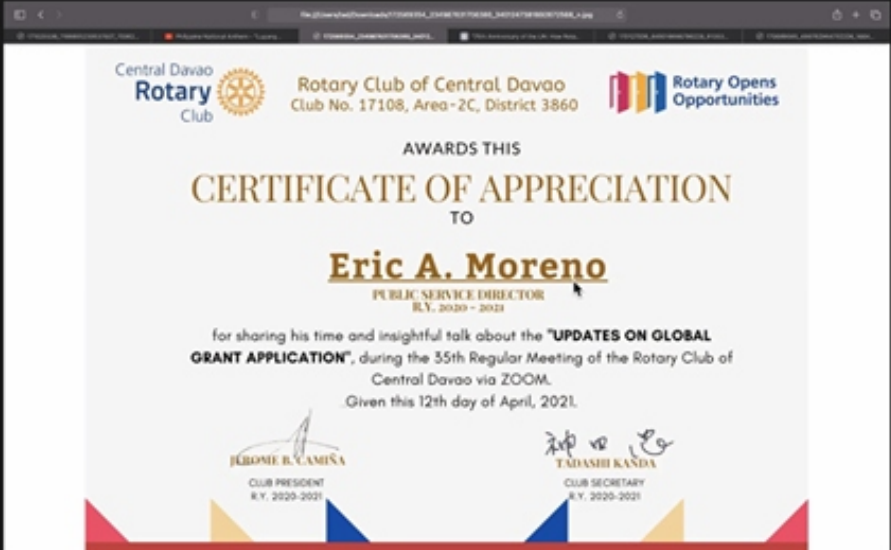 Central Davao
Rotary
Club
Rotary Club of Central Davao
Club No. 17108, Area-2C, District 3860
Rotary Opens
Opportunities
AWARDS THIS
CERTIFICATE OF APPRECIATION
TO
Eric A. Moreno
PUBLIC SERVICE DIRECTOR
R.Y. 2020 - 2021
for sharing his time and insightful talk about the "UPDATES ON GLOBAL
GRANT APPLICATION", during the 35th Regular Meeting of the Rotary Club of
Central Davao via ZOOM.
Given this 12th day of April, 2021.
JEROME B. CAMIÑA
CLUB PRESIDENT
R.Y. 2020-2021
神田 忠
TADASHI KANDA
CLUB SECRETARY
R.Y. 2020-2021